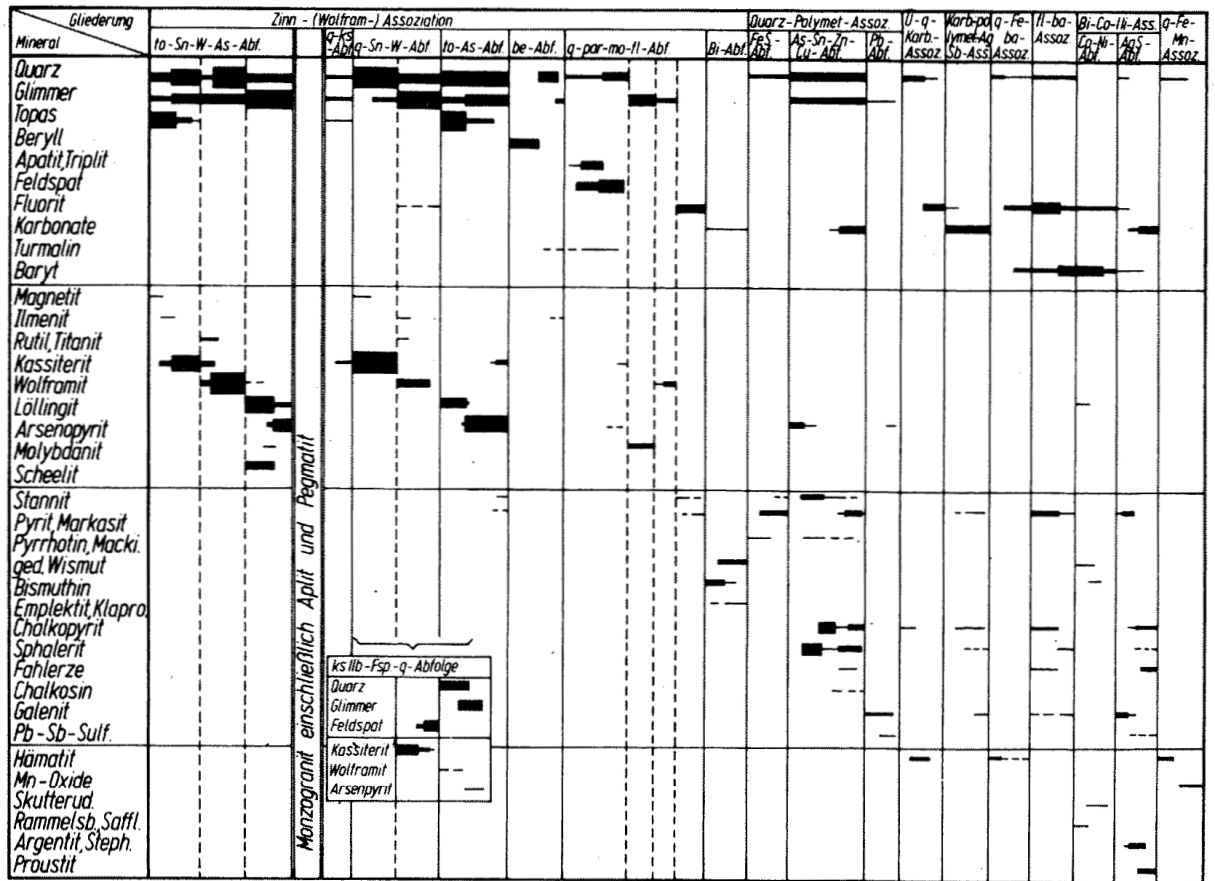 Gliederung
Mineral
Zinn - (Wolfram-) Assoziation
to-Sn-W-As-Abf.
q-ks
-Abf.
q-Sn-W-Abf.
to-As-Abf.
be-Abf.
q-par-mo-fl-Abf.
Bi-Abf.
Quarz-Polymet-Assoz.
FeS-
Abf.
As-Sn-Zn-
Cu-Abf.
Pb-
Abf.
U-q-
Karb-
Assoz.
Karb-po
lymet-Ag
Sb-Ass.
q-Fe-
ba-
Assoz.
fl-ba-
Assoz
Bi-Co-
Ass.
Co-Ni-
Abf.
AgS-
Abf.
q-Fe-
Mn-
Assoz.
Quarz
Glimmer
Topas
Beryll
Apatit,Triplit
Feldspat
Fluorit
Karbonate
Turmalin
Baryt
Magnetit
Ilmenit
Rutil,Titanit
Kassiterit
Wolframit
Löllingit
Arsenopyrit
Molybdänit
Scheelit
Stannit
Pyrit,Markasit
Pyrrhotin,Macki.
ged.Wismut
Bismuthin
Emplektit,Klapro.
Chalkopyrit
Sphalerit
Fahlerze
Chalkosin
Galenit
Pb-Sb-Sulf.
Hämatit
Mn-Oxide
Skutterud.
Rammelsb.,Saffl.
Argentit,Steph.
Proustit
Monzogranit einschließlich Aplit und Pegmatit
ks IIb-Fsp-q-Abfolge
Quarz
Glimmer
Feldspat
Kassiterit
Wolframit
Arsenpyrit